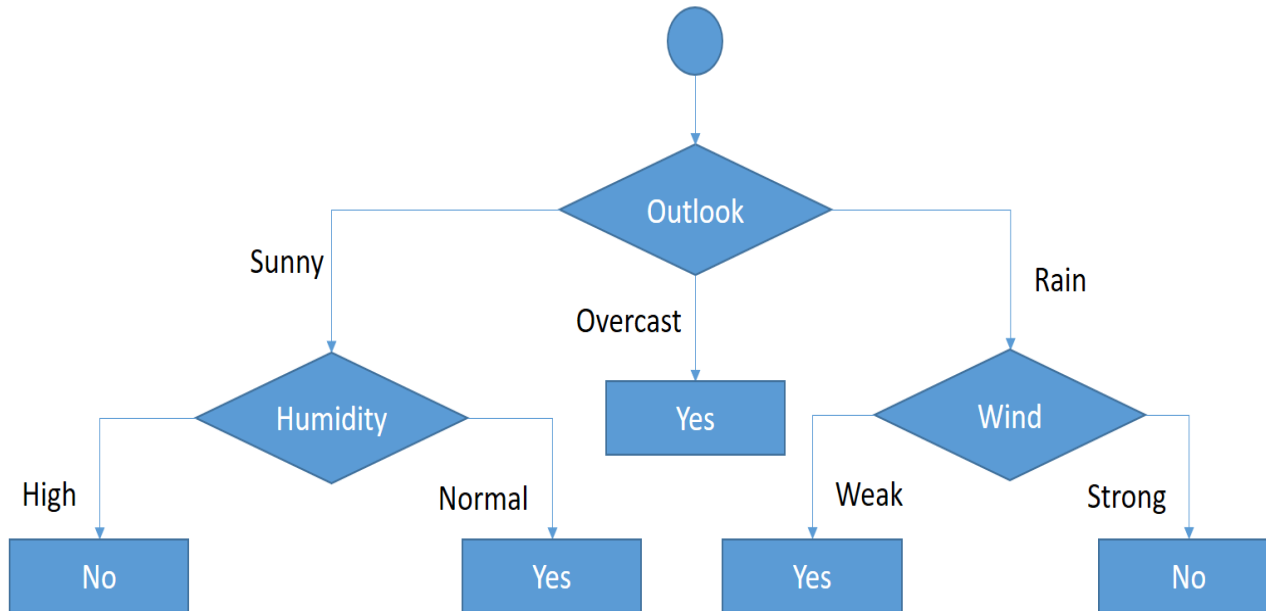 Outlook
Sunny
Overcast
Rain
Humidity
Yes
Wind
High
Normal
Weak
Strong
No
Yes
Yes
No